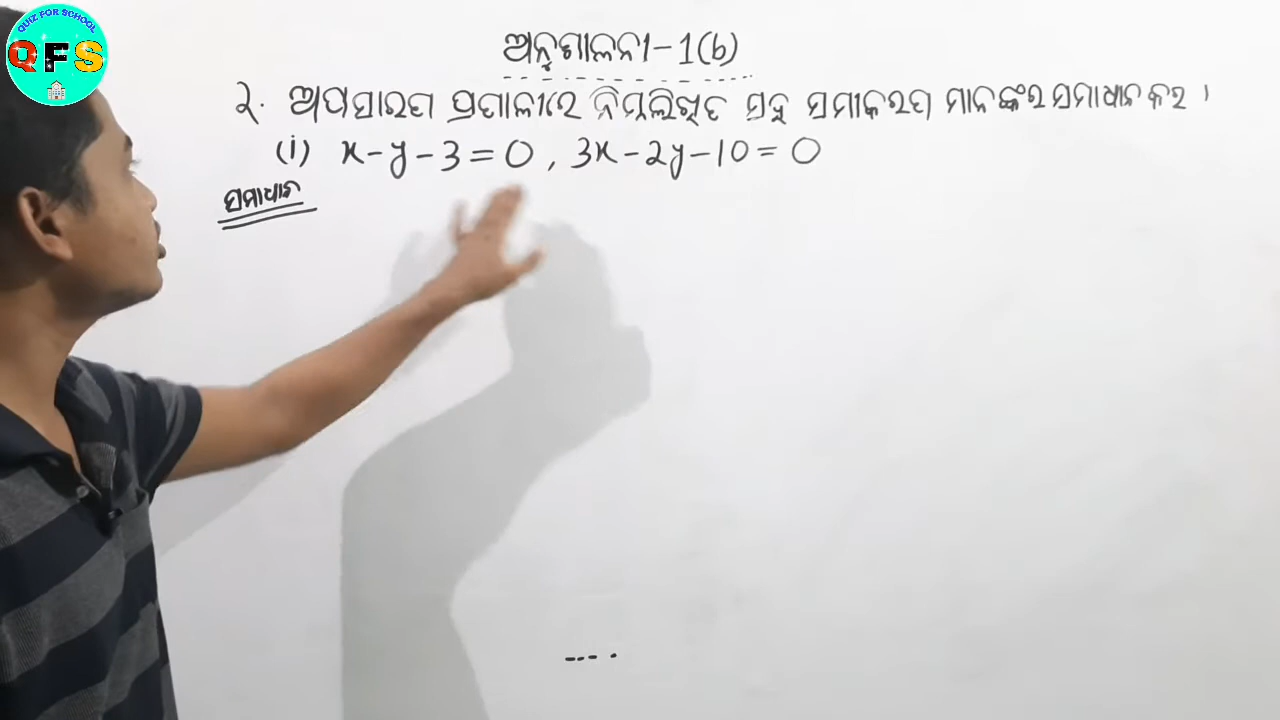 QUIZ FOR SCHOOL
QFS
ଅନୁଶୀଳନୀ - 1(b)
୨. ଅପସାରଣ ପ୍ରଣାଳୀରେ ନିମ୍ନଲିଖିତ ସହ ସମୀକରଣ ମାନଙ୍କର ସମାଧାନ କର ।
(i) x - y - 3 = 0 , 3x - 2y - 10 = 0
ସମାଧାନ